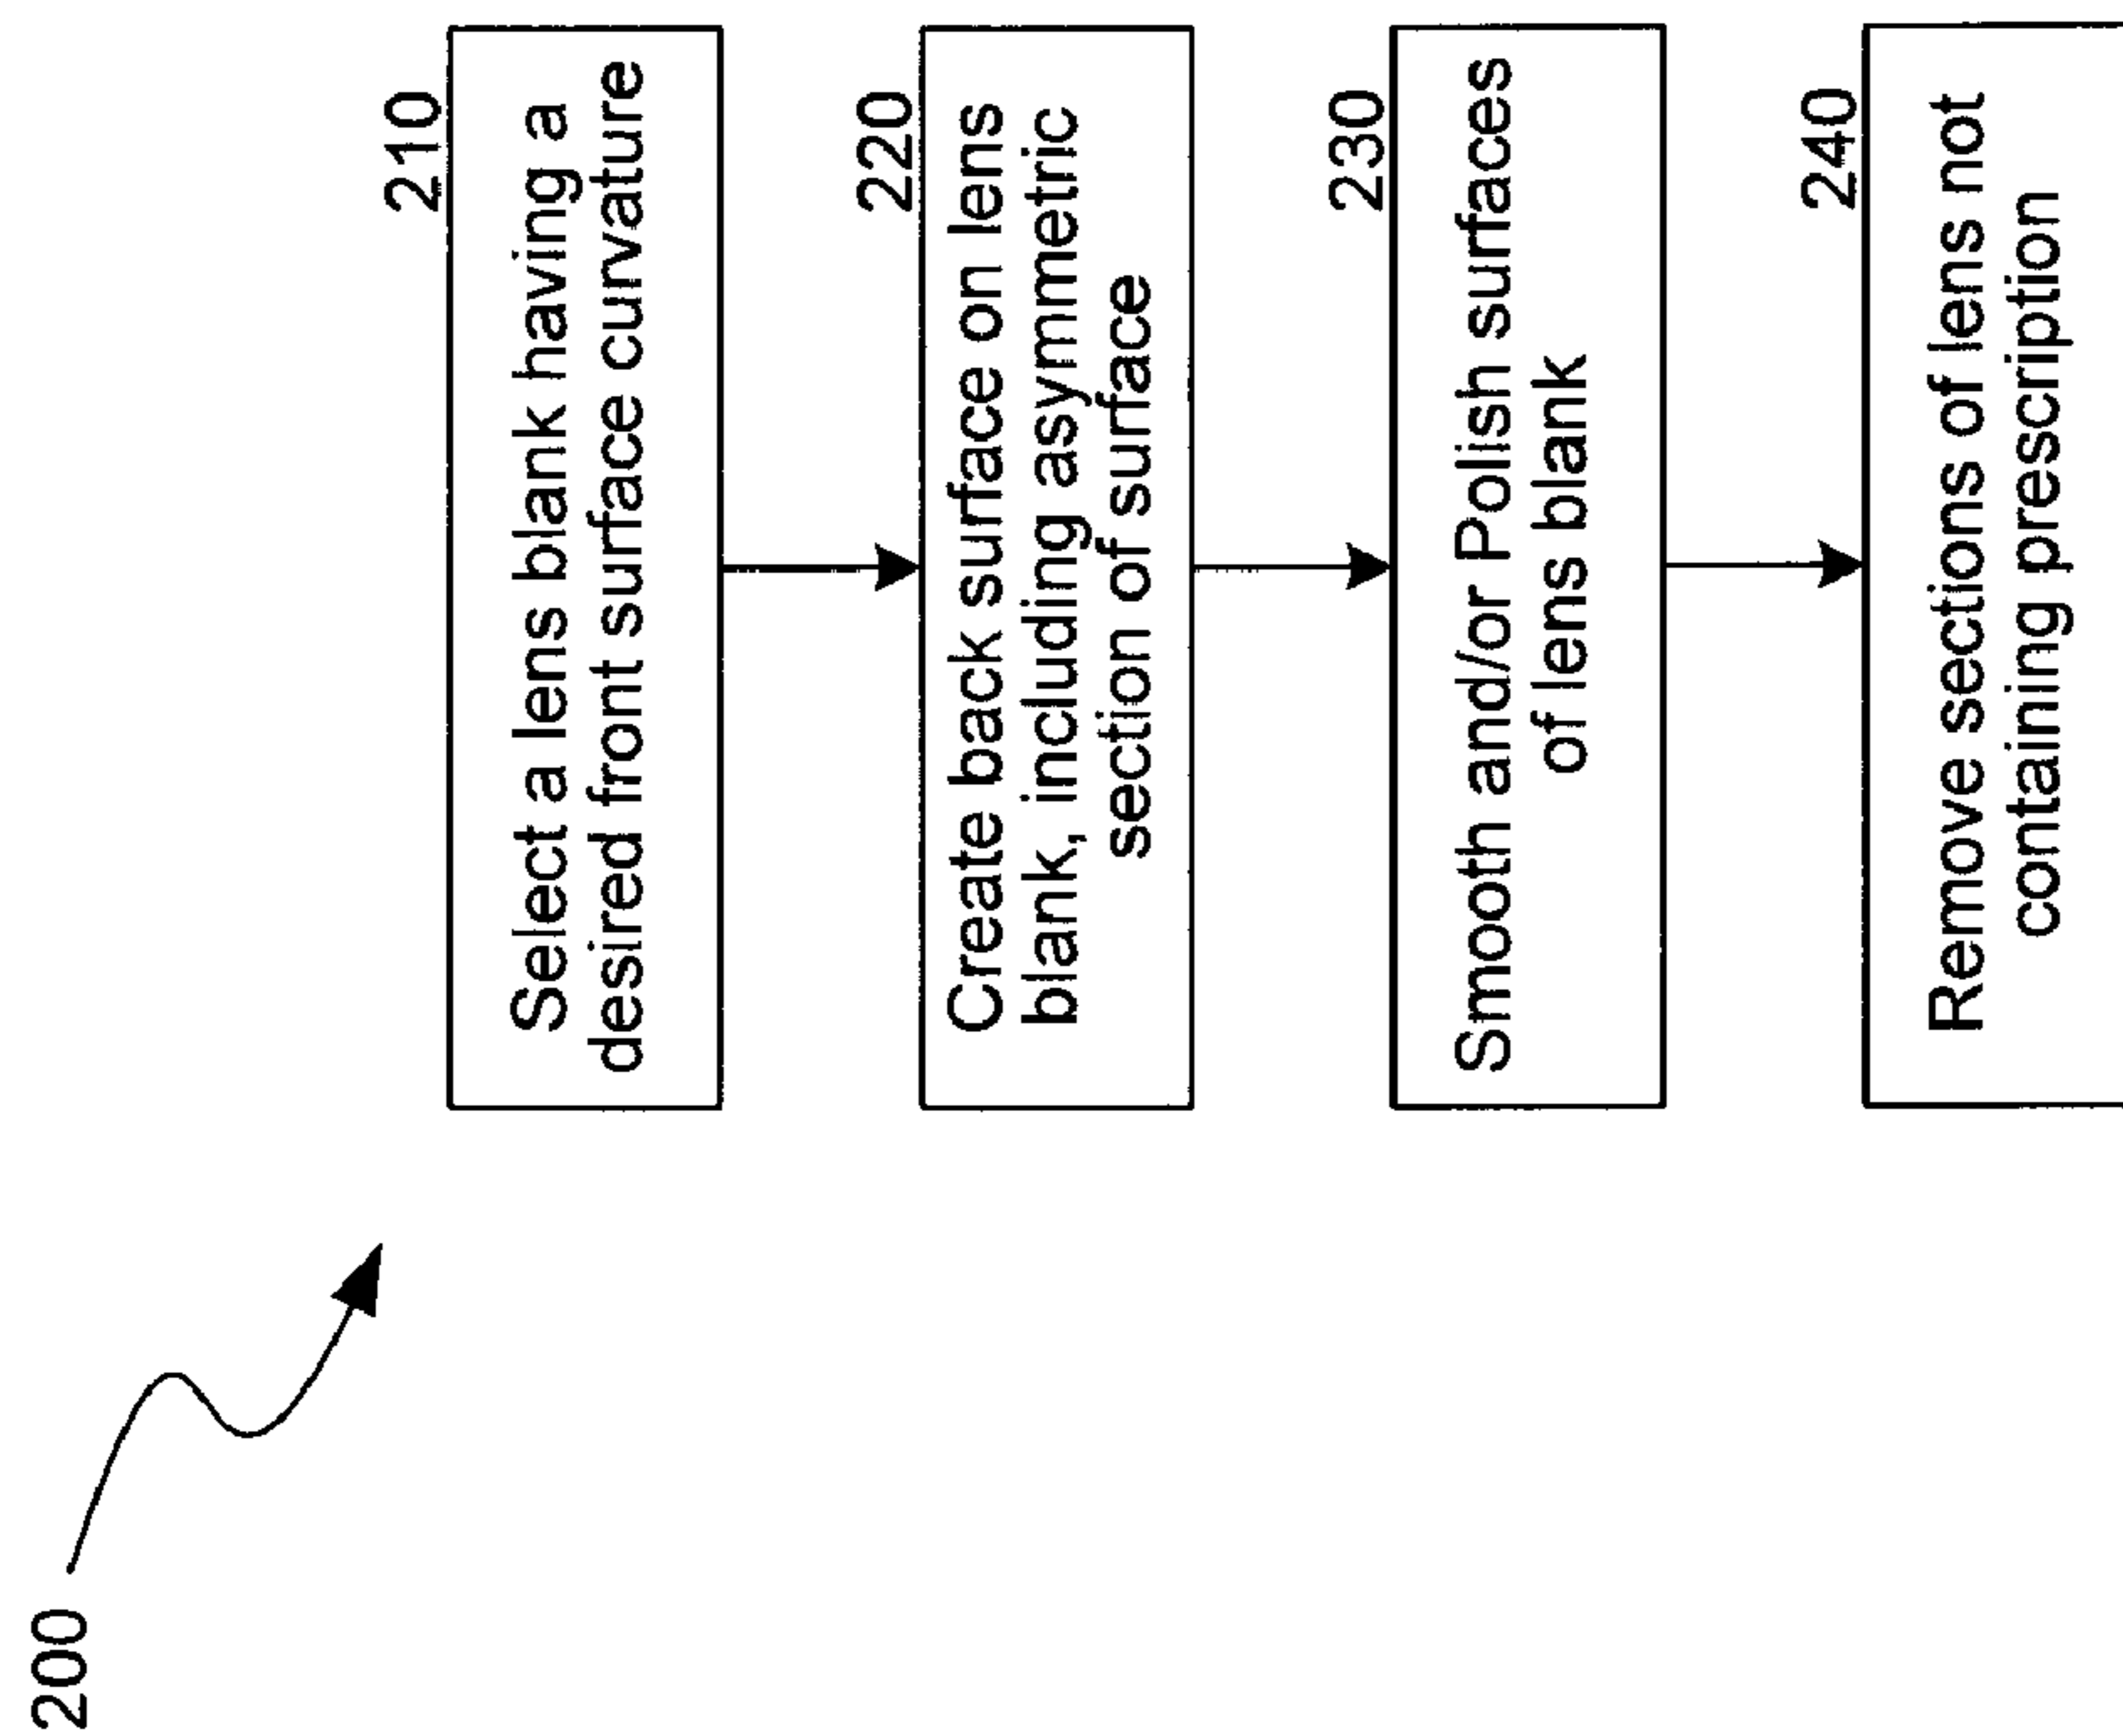 200
210
Select a lens blank having a
desired front surface curvature
220
Create back surface on lens
blank, including asymmetric
section of surface
230
Smooth and/or Polish surfaces
of lens blank
240
Remove sections of lens not
containing prescription